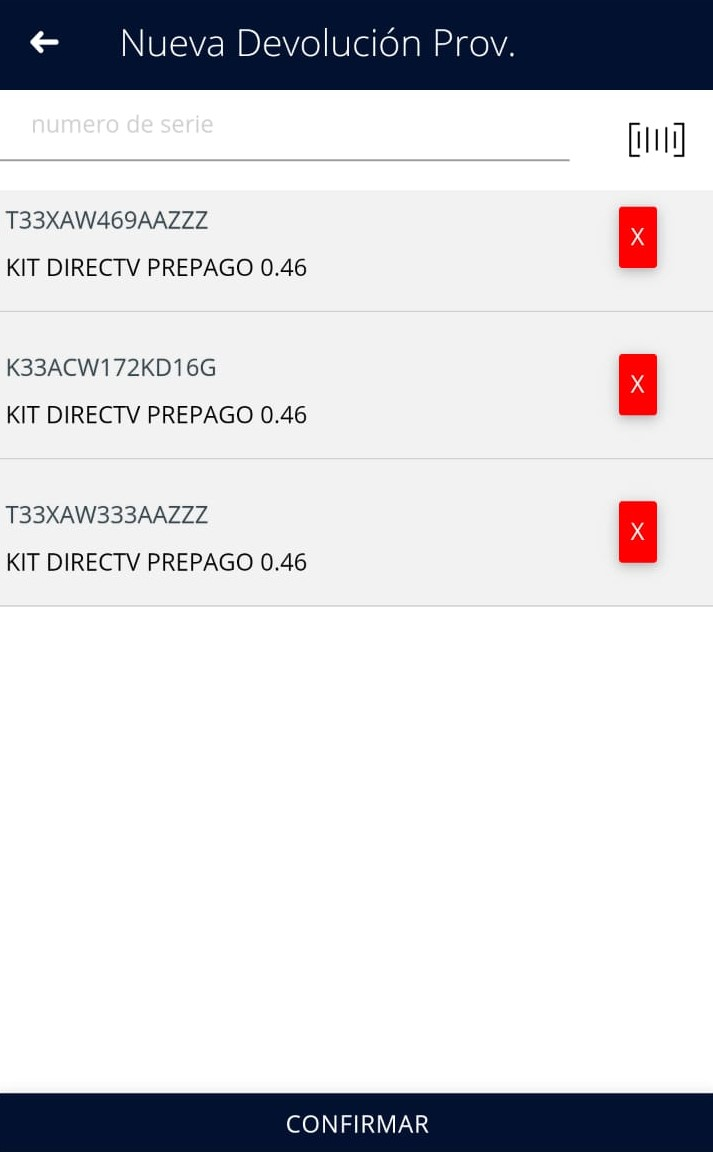 Nueva Devolución Prov.
numero de serie
T33XAW469AAZZZ
X
KIT DIRECTV PREPAGO 0.46
K33ACW172KD16G
X
KIT DIRECTV PREPAGO 0.46
T33XAW333AAZZZ
X
KIT DIRECTV PREPAGO 0.46
CONFIRMAR